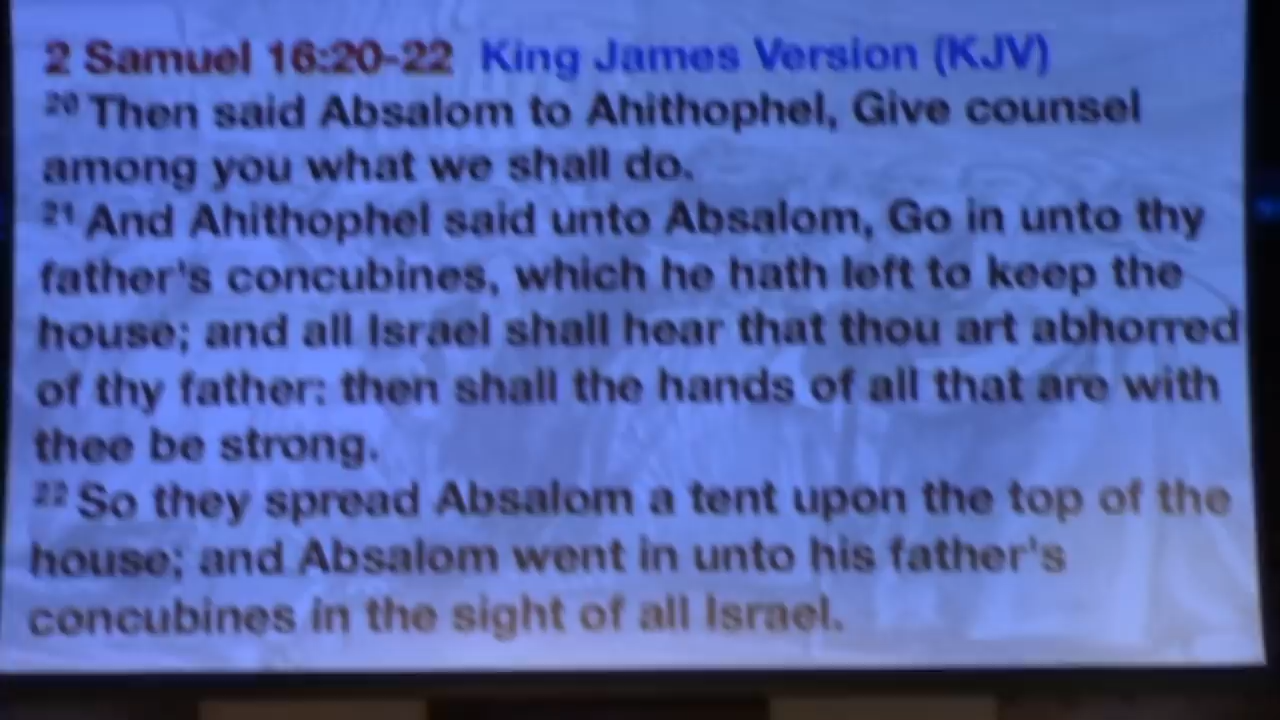 2 Samuel 16:20-22 King James Version (KJV)
20 Then said Absalom to Ahithophel, Give counsel
among you what we shall do.
21 And Ahithophel said unto Absalom, Go in unto thy
father's concubines, which he hath left to keep the
house; and all Israel shall hear that thou art abhorred
of thy father: then shall the hands of all that are with
thee be strong.
22 So they spread Absalom a tent upon the top of the
house; and Absalom went in unto his father's
concubines in the sight of all Israel.